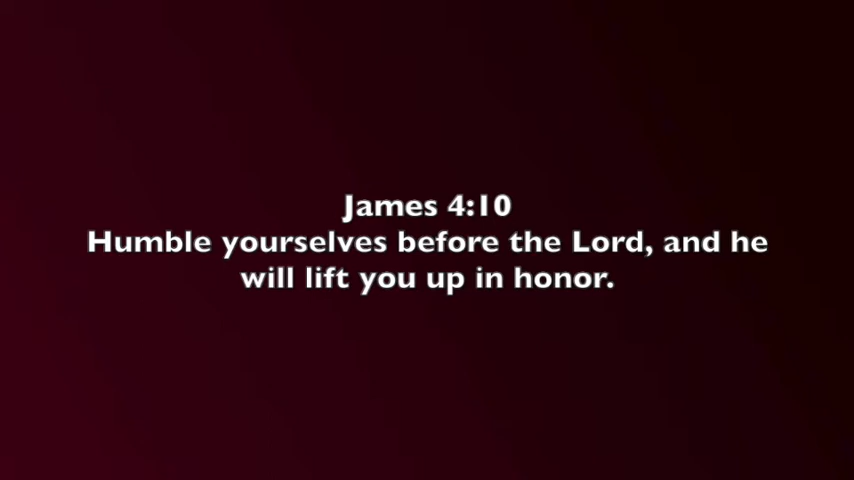 James 4:10
Humble yourselves before the Lord, and he
will lift you up in honor.